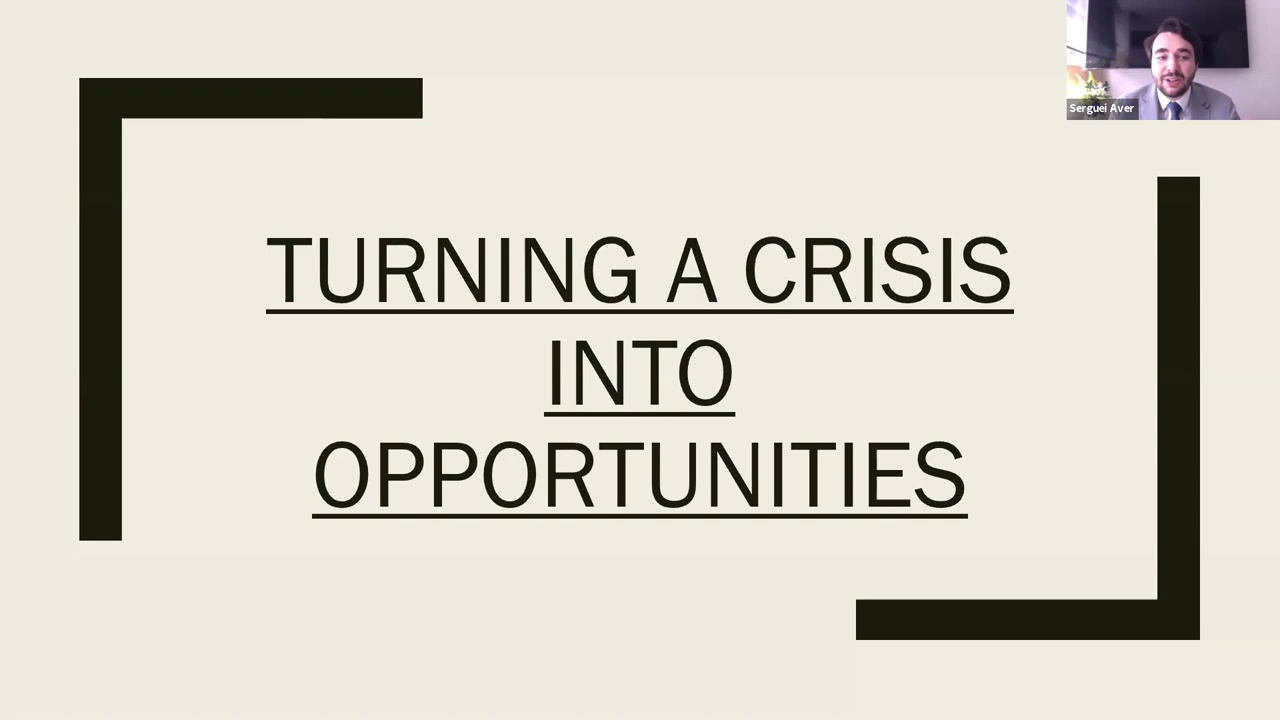 Serguei Aver
TURNING A CRISIS
INTO
OPPORTUNITIES